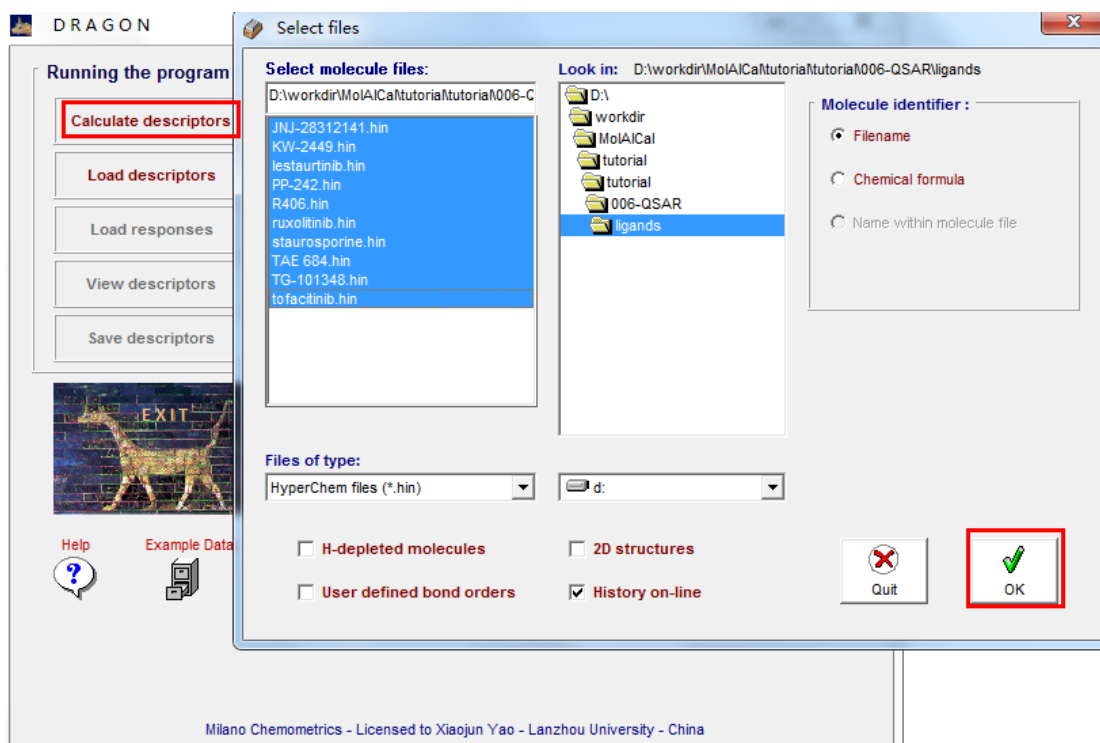 DRAGON
Running the program
Calculate descriptors
Load descriptors
Load responses
View descriptors
Save descriptors
EXIT
Help
Example Data
Select files
X
Select molecule files:
D:\workdir\MolAICal\tutorial\tutorial\006-Q
JNJ-28312141.hin
KW-2449.hin
lestaurtinib.hin
PP-242.hin
R406.hin
ruxolitinib.hin
staurosporine.hin
TAE 684.hin
TG-101348.hin
tofacitinib.hin
Look in: D:\workdir\MolAICal\tutorial\tutorial\006-QSAR\ligands
D:\
workdir
MolAICal
tutorial
tutorial
006-QSAR
ligands
Molecule identifier :
Filename
Chemical formula
Name within molecule file
Files of type:
HyperChem files (*.hin)
d:
H-depleted molecules
2D structures
User defined bond orders
History on-line
Quit
OK
Milano Chemometrics - Licensed to Xiaojun Yao - Lanzhou University - China